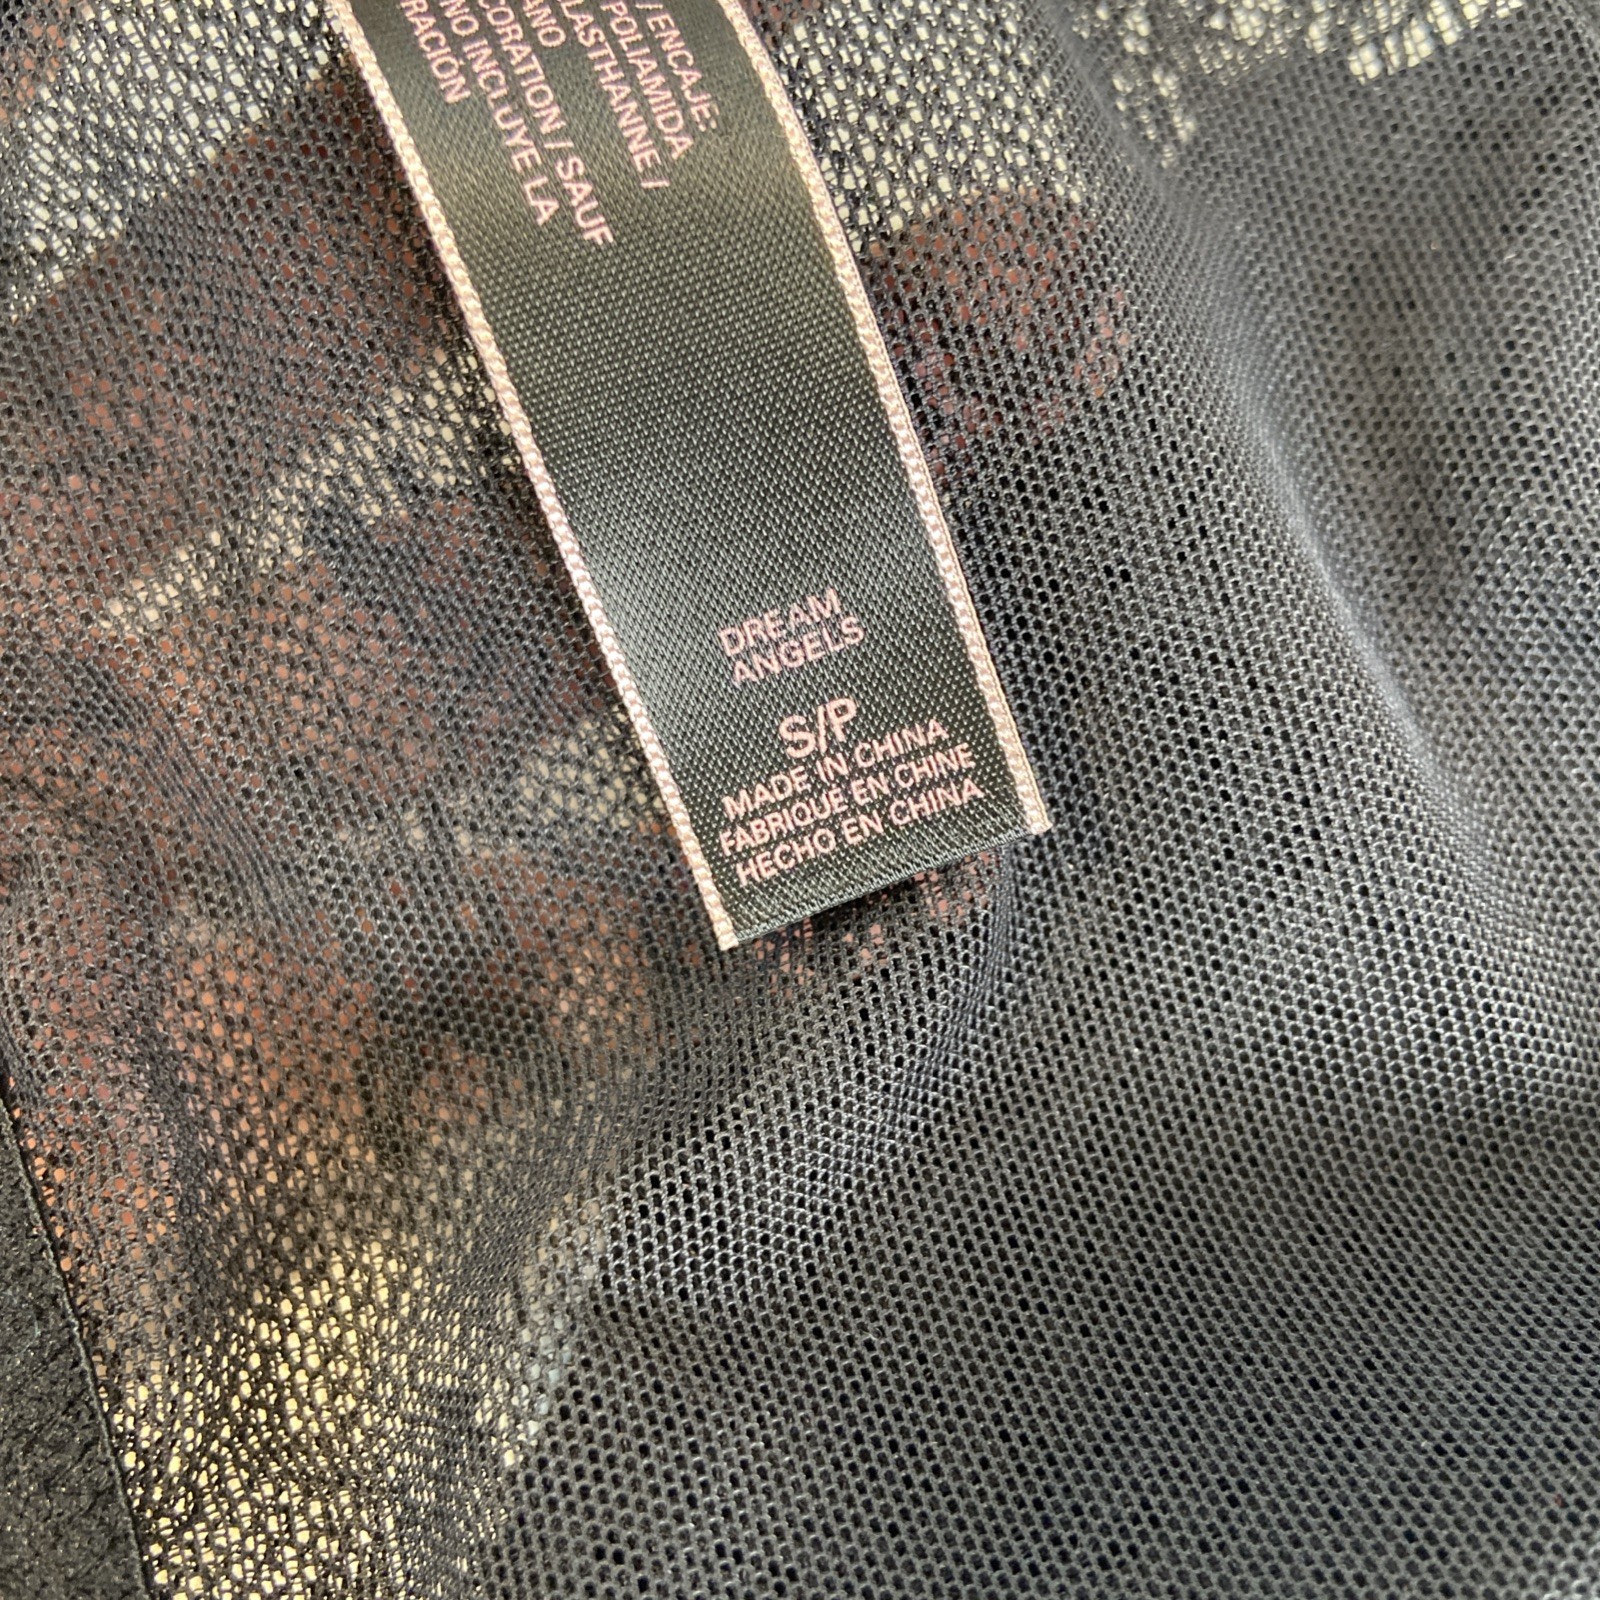 / ENCAJE:
POLIAMIDA
LASTHANNE /
ANO
CORATION / SAUF
NO INCLUYE LA
RACIÓN
DREAM
ANGELS
S/P
MADE IN CHINA
FABRIQUE EN CHINE
HECHO EN CHINA